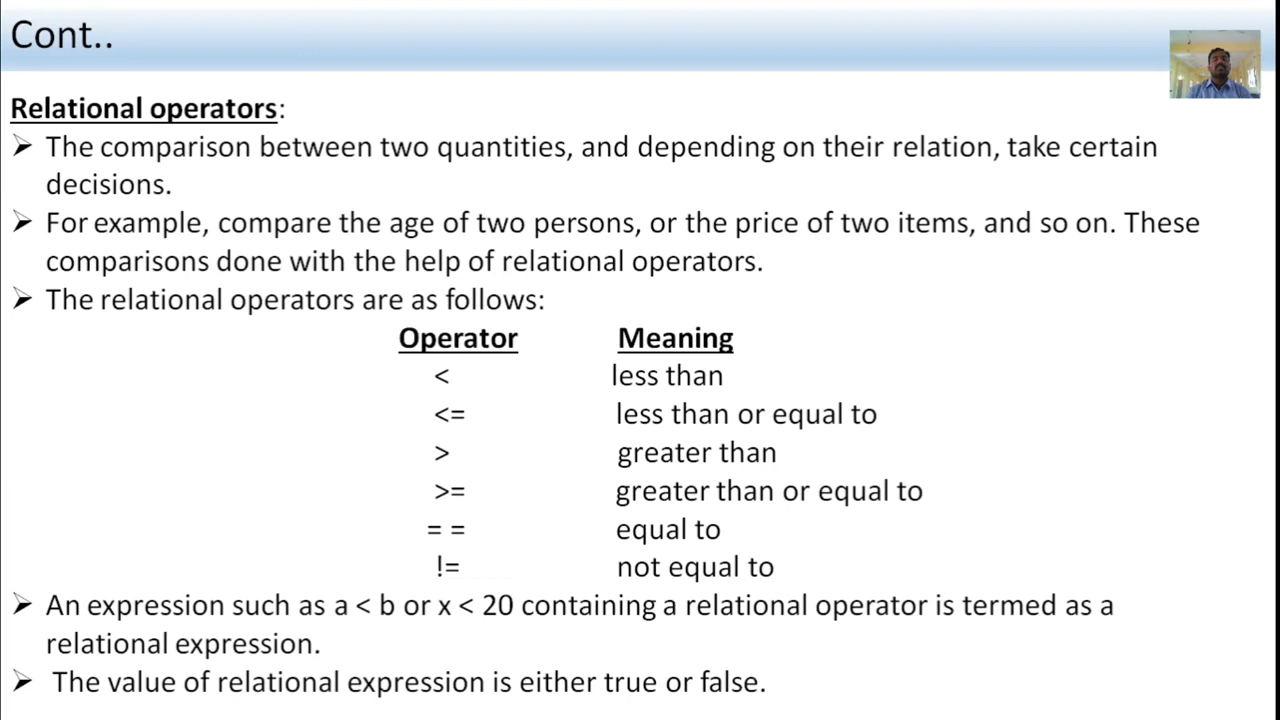 Cont..
Relational operators:
➢ The comparison between two quantities, and depending on their relation, take certain
decisions.
➢ For example, compare the age of two persons, or the price of two items, and so on. These
comparisons done with the help of relational operators.
➢ The relational operators are as follows:
Operator Meaning
< less than
<= less than or equal to
> greater than
>= greater than or equal to
= = equal to
!= not equal to
➢ An expression such as a < b or x < 20 containing a relational operator is termed as a
relational expression.
➢ The value of relational expression is either true or false.